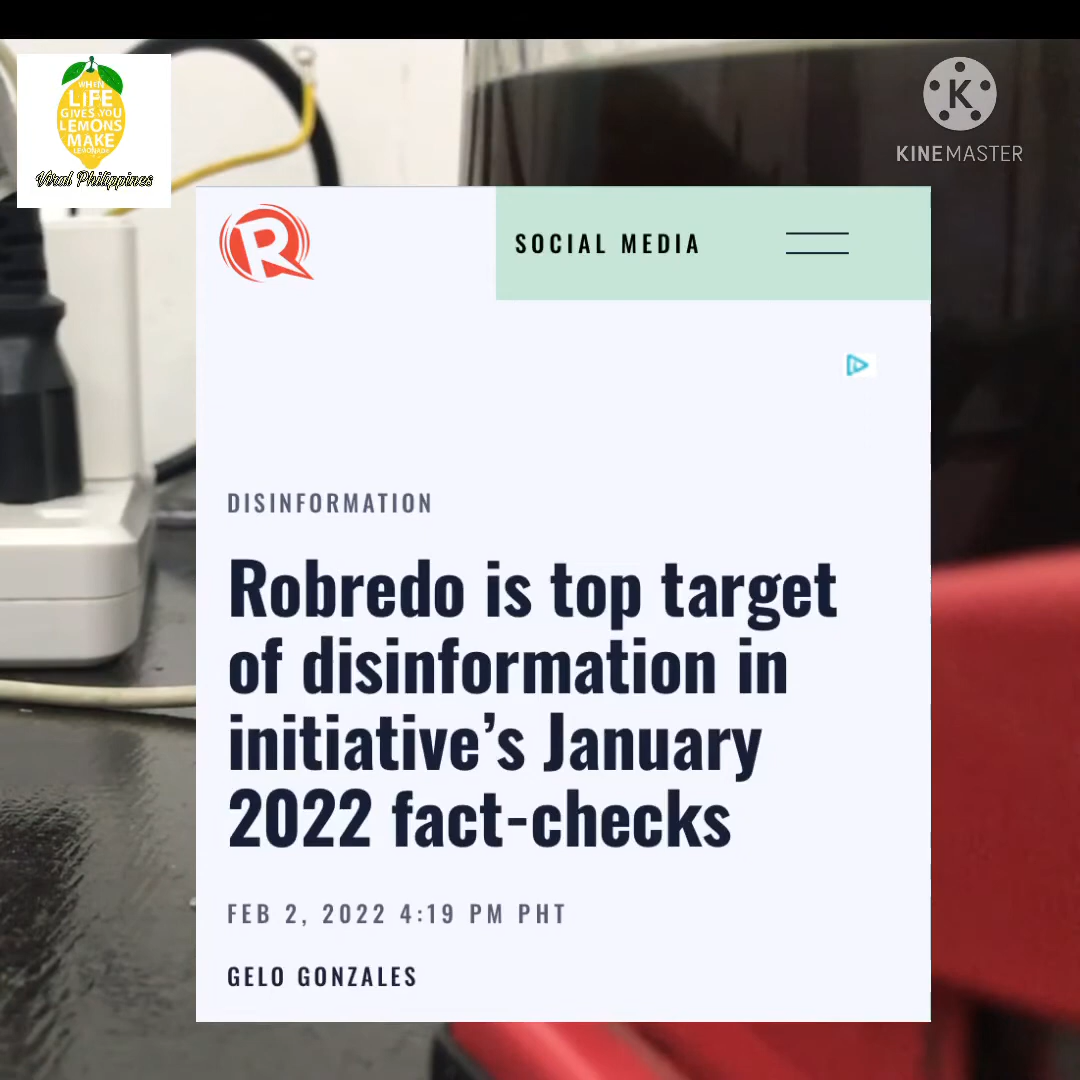 WHEN
LIFE
GIVES YOU
LEMONS
MAKE
LEMONADE
Viral Philippines
K
KINEMASTER
R
SOCIAL MEDIA
DISINFORMATION
Robredo is top target
of disinformation in
initiative's January
2022 fact-checks
FEB 2, 2022 4:19 PM PHT
GELO GONZALES